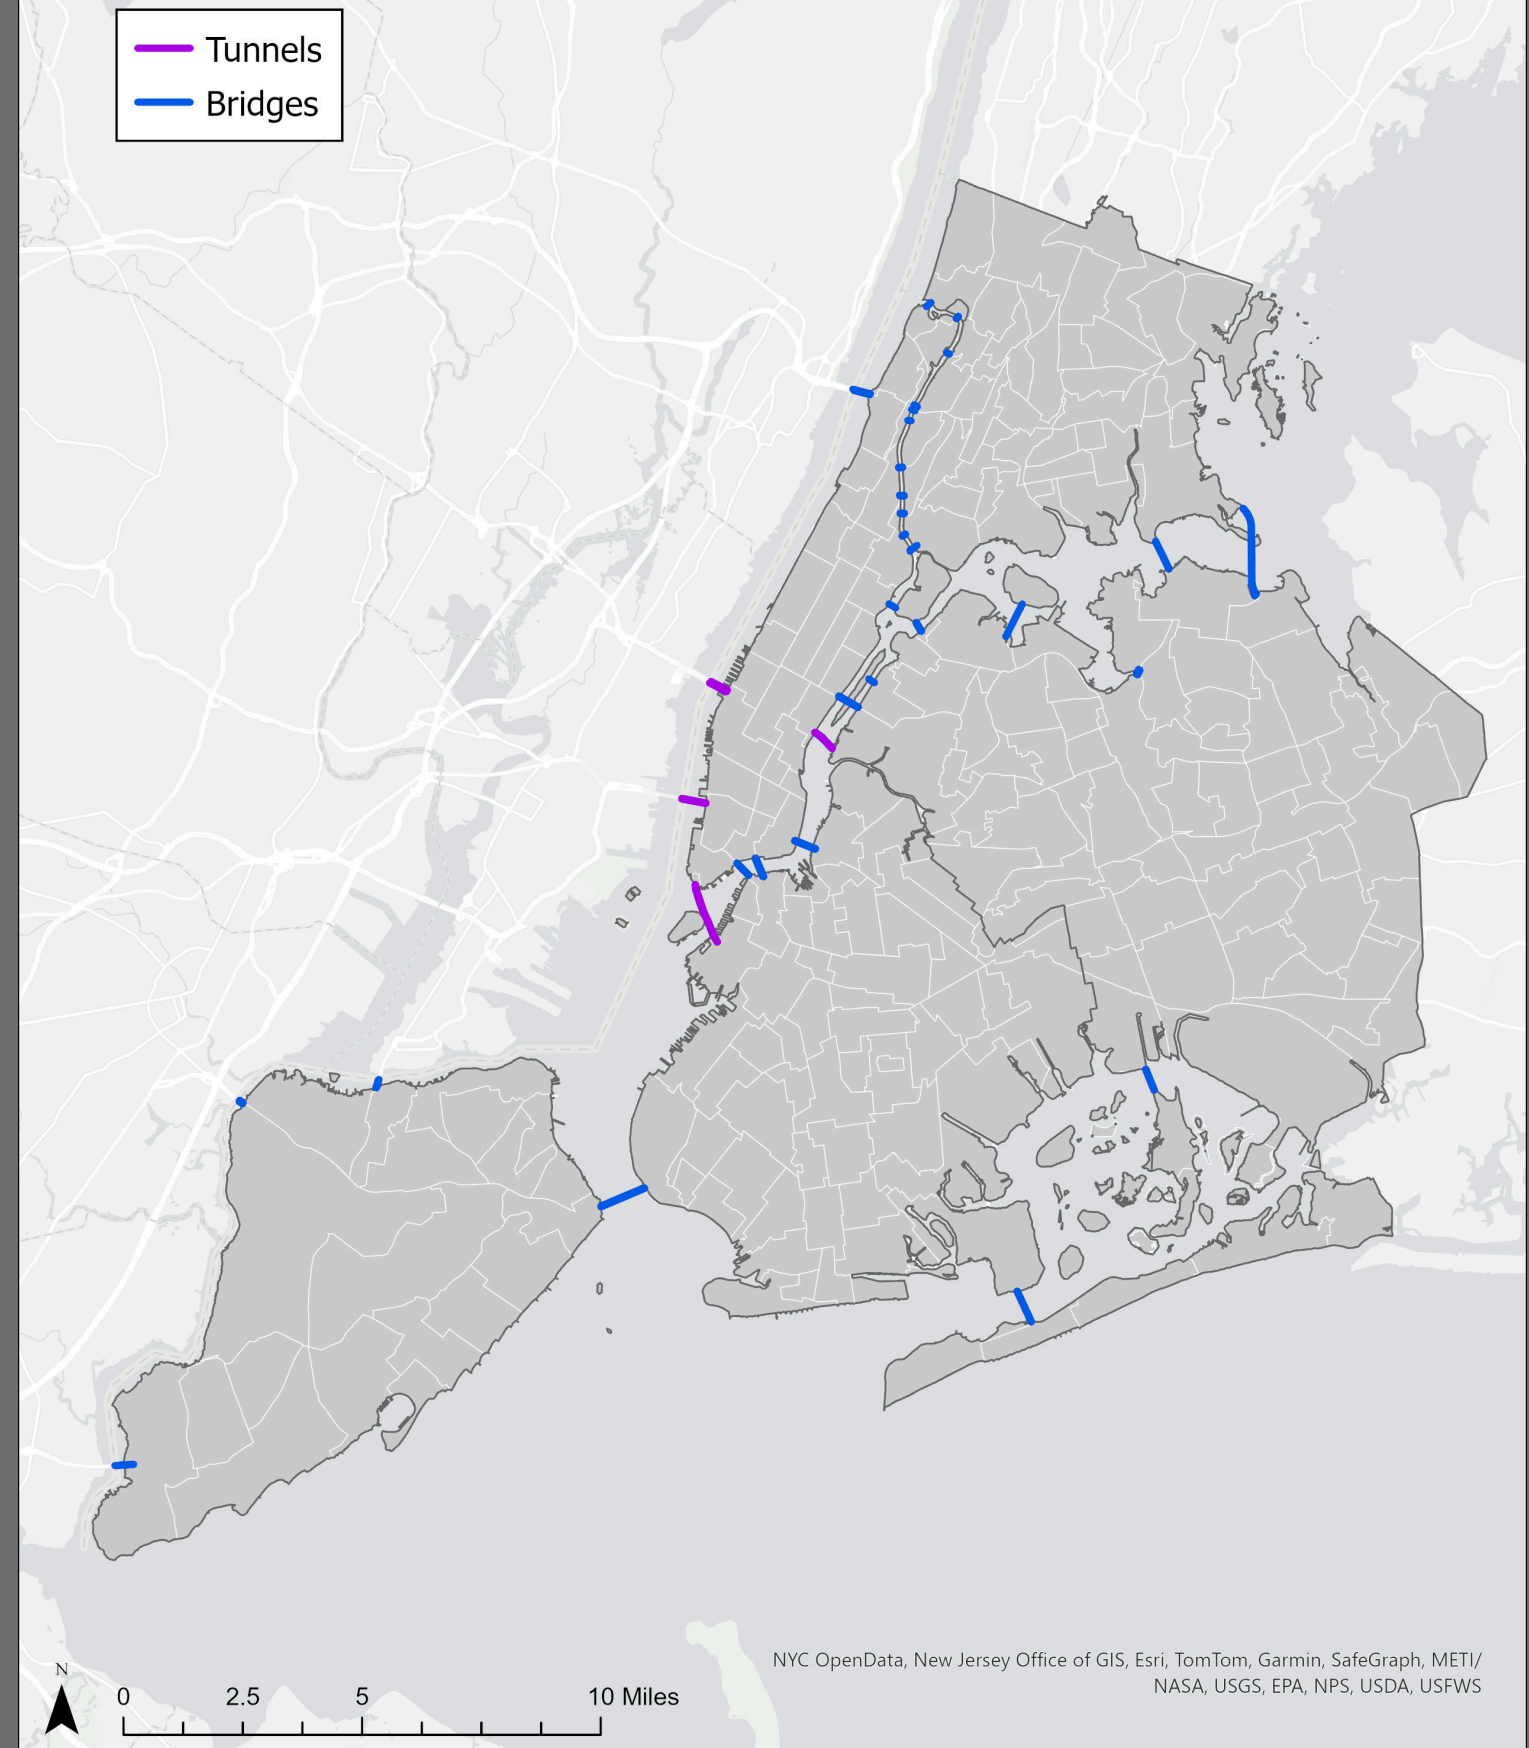 Tunnels
Bridges
N
0 2.5 5 10 Miles
NYC OpenData, New Jersey Office of GIS, Esri, TomTom, Garmin, SafeGraph, METI/
NASA, USGS, EPA, NPS, USDA, USFWS